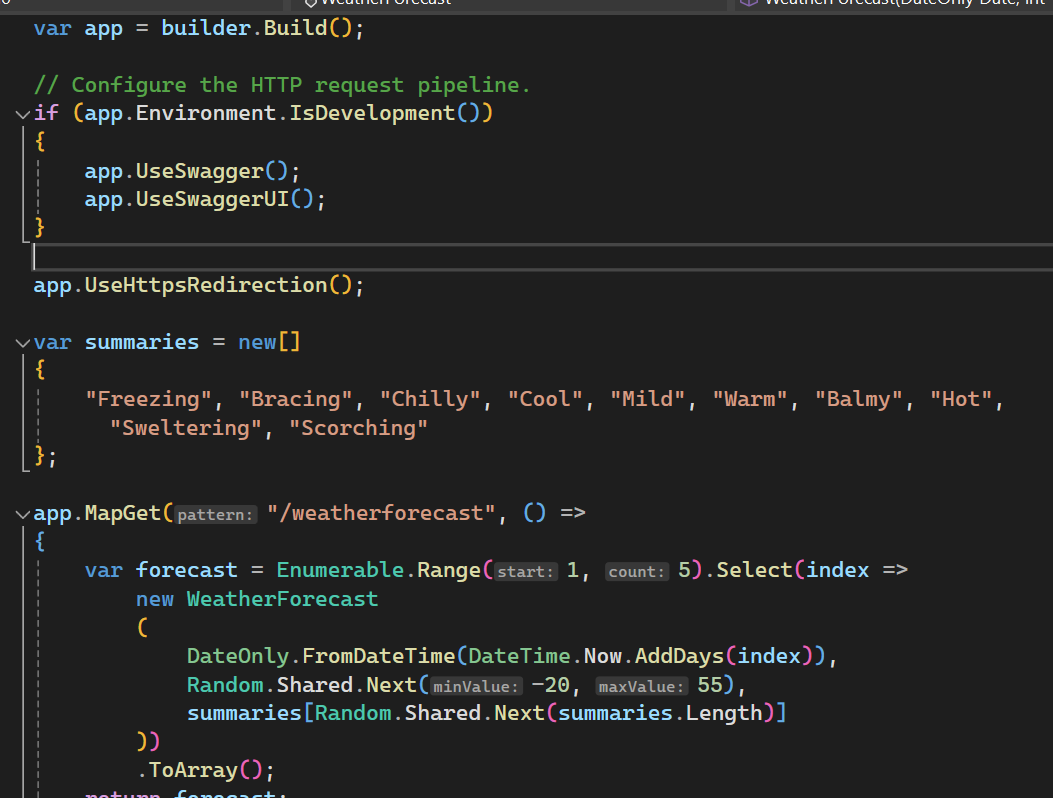 WeatherForecast WeatherForecast(DateOnly Date, int
var app = builder.Build();
// Configure the HTTP request pipeline.
if (app.Environment.IsDevelopment())
{
    app.UseSwagger();
    app.UseSwaggerUI();
}
app.UseHttpsRedirection();
var summaries = new[]
{
    "Freezing", "Bracing", "Chilly", "Cool", "Mild", "Warm", "Balmy", "Hot",
      "Sweltering", "Scorching"
};
app.MapGet(pattern: "/weatherforecast", () =>
{
    var forecast = Enumerable.Range(start: 1, count: 5).Select(index =>
        new WeatherForecast
        (
            DateOnly.FromDateTime(DateTime.Now.AddDays(index)),
            Random.Shared.Next(minValue: -20, maxValue: 55),
            summaries[Random.Shared.Next(summaries.Length)]
        ))
        .ToArray();
    return forecast;